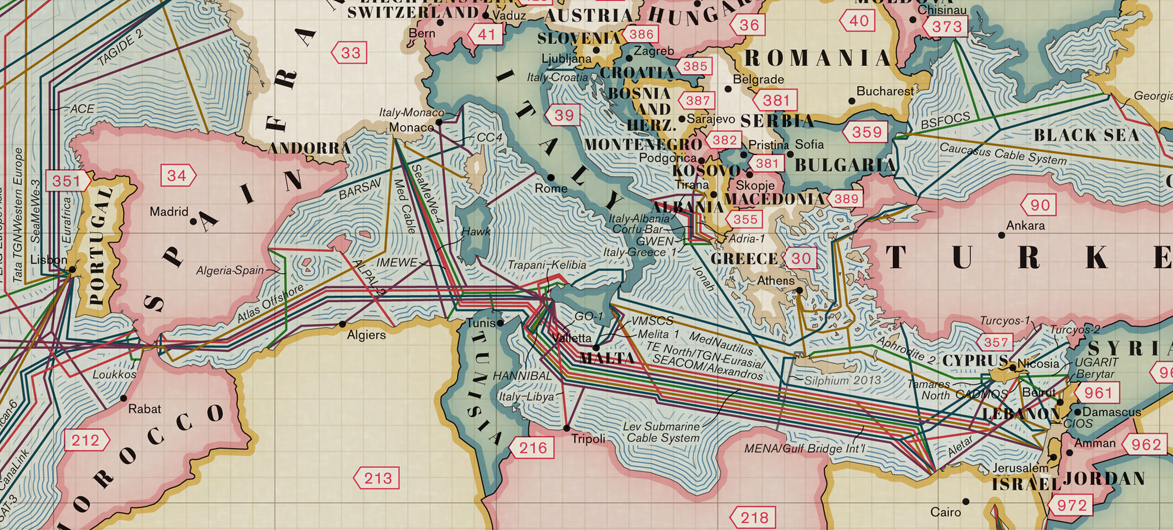 SWITZERLAND
Vaduz
AUSTRIA
HUNGAR
MOLDOVA
Chisinau
Bern
41
386
36
40
373
SLOVENIA
Zagreb
Ljubljana
33
TAGIDE 2
FRA
ROMANIA
Italy-Croatia
CROATIA
385
Belgrade
BOSNIA
AND
HERZ.
387
381
Bucharest
Georgia
ACE
Italy-Monaco
Monaco
CC4
ITALY
39
Sarajevo
SERBIA
359
BSFOCS
BLACK SEA
ANDORRA
MONTENEGRO
382
Pristina
Sofia
Podgorica
381
BULGARIA
Caucasus Cable System
KOSOVO
Tirana
Skopje
351
34
SPAIN
BARSAV
Med Cable
SeaMeWe-4
Rome
ALBANIA
MACEDONIA
389
90
Tata TGN-Western Europe
SeaMeWe-3
Eurafrica
PORTUGAL
Madrid
Italy-Albania
Corfu-Bar
GWEN
Italy-Greece 1
355
Adria-1
Ankara
TURKE
Hawk
Lisbon
Algeria-Spain
IMEWE
ALPAL-2
Trapani-Kelibia
Jonah
GREECE
30
Athens
Atlas Offshore
Algiers
Tunis
GO-1
VMSCS
Valletta
Melita 1
MALTA
MedNautilus
TE North/TGN-Eurasia/
SEACOM/Alexandros
Turcyos-1
Turcyos-2
357
Aphrodite 2
CYPRUS
Nicosia
SYRIA
UGARIT
Berytar
Loukkos
TUNISIA
HANNIBAL
Italy-Libya
Silphium 2013
Tamares
North
CADMOS
Beirut
961
96
Rabat
MOROCCO
LEBANON
Damascus
CIOS
212
216
Tripoli
Lev Submarine
Cable System
MENA/Gulf Bridge Int'l
Aletar
Amman
962
CanaLink
SAT-3
213
Jerusalem
ISRAEL
JORDAN
Cairo
972
218